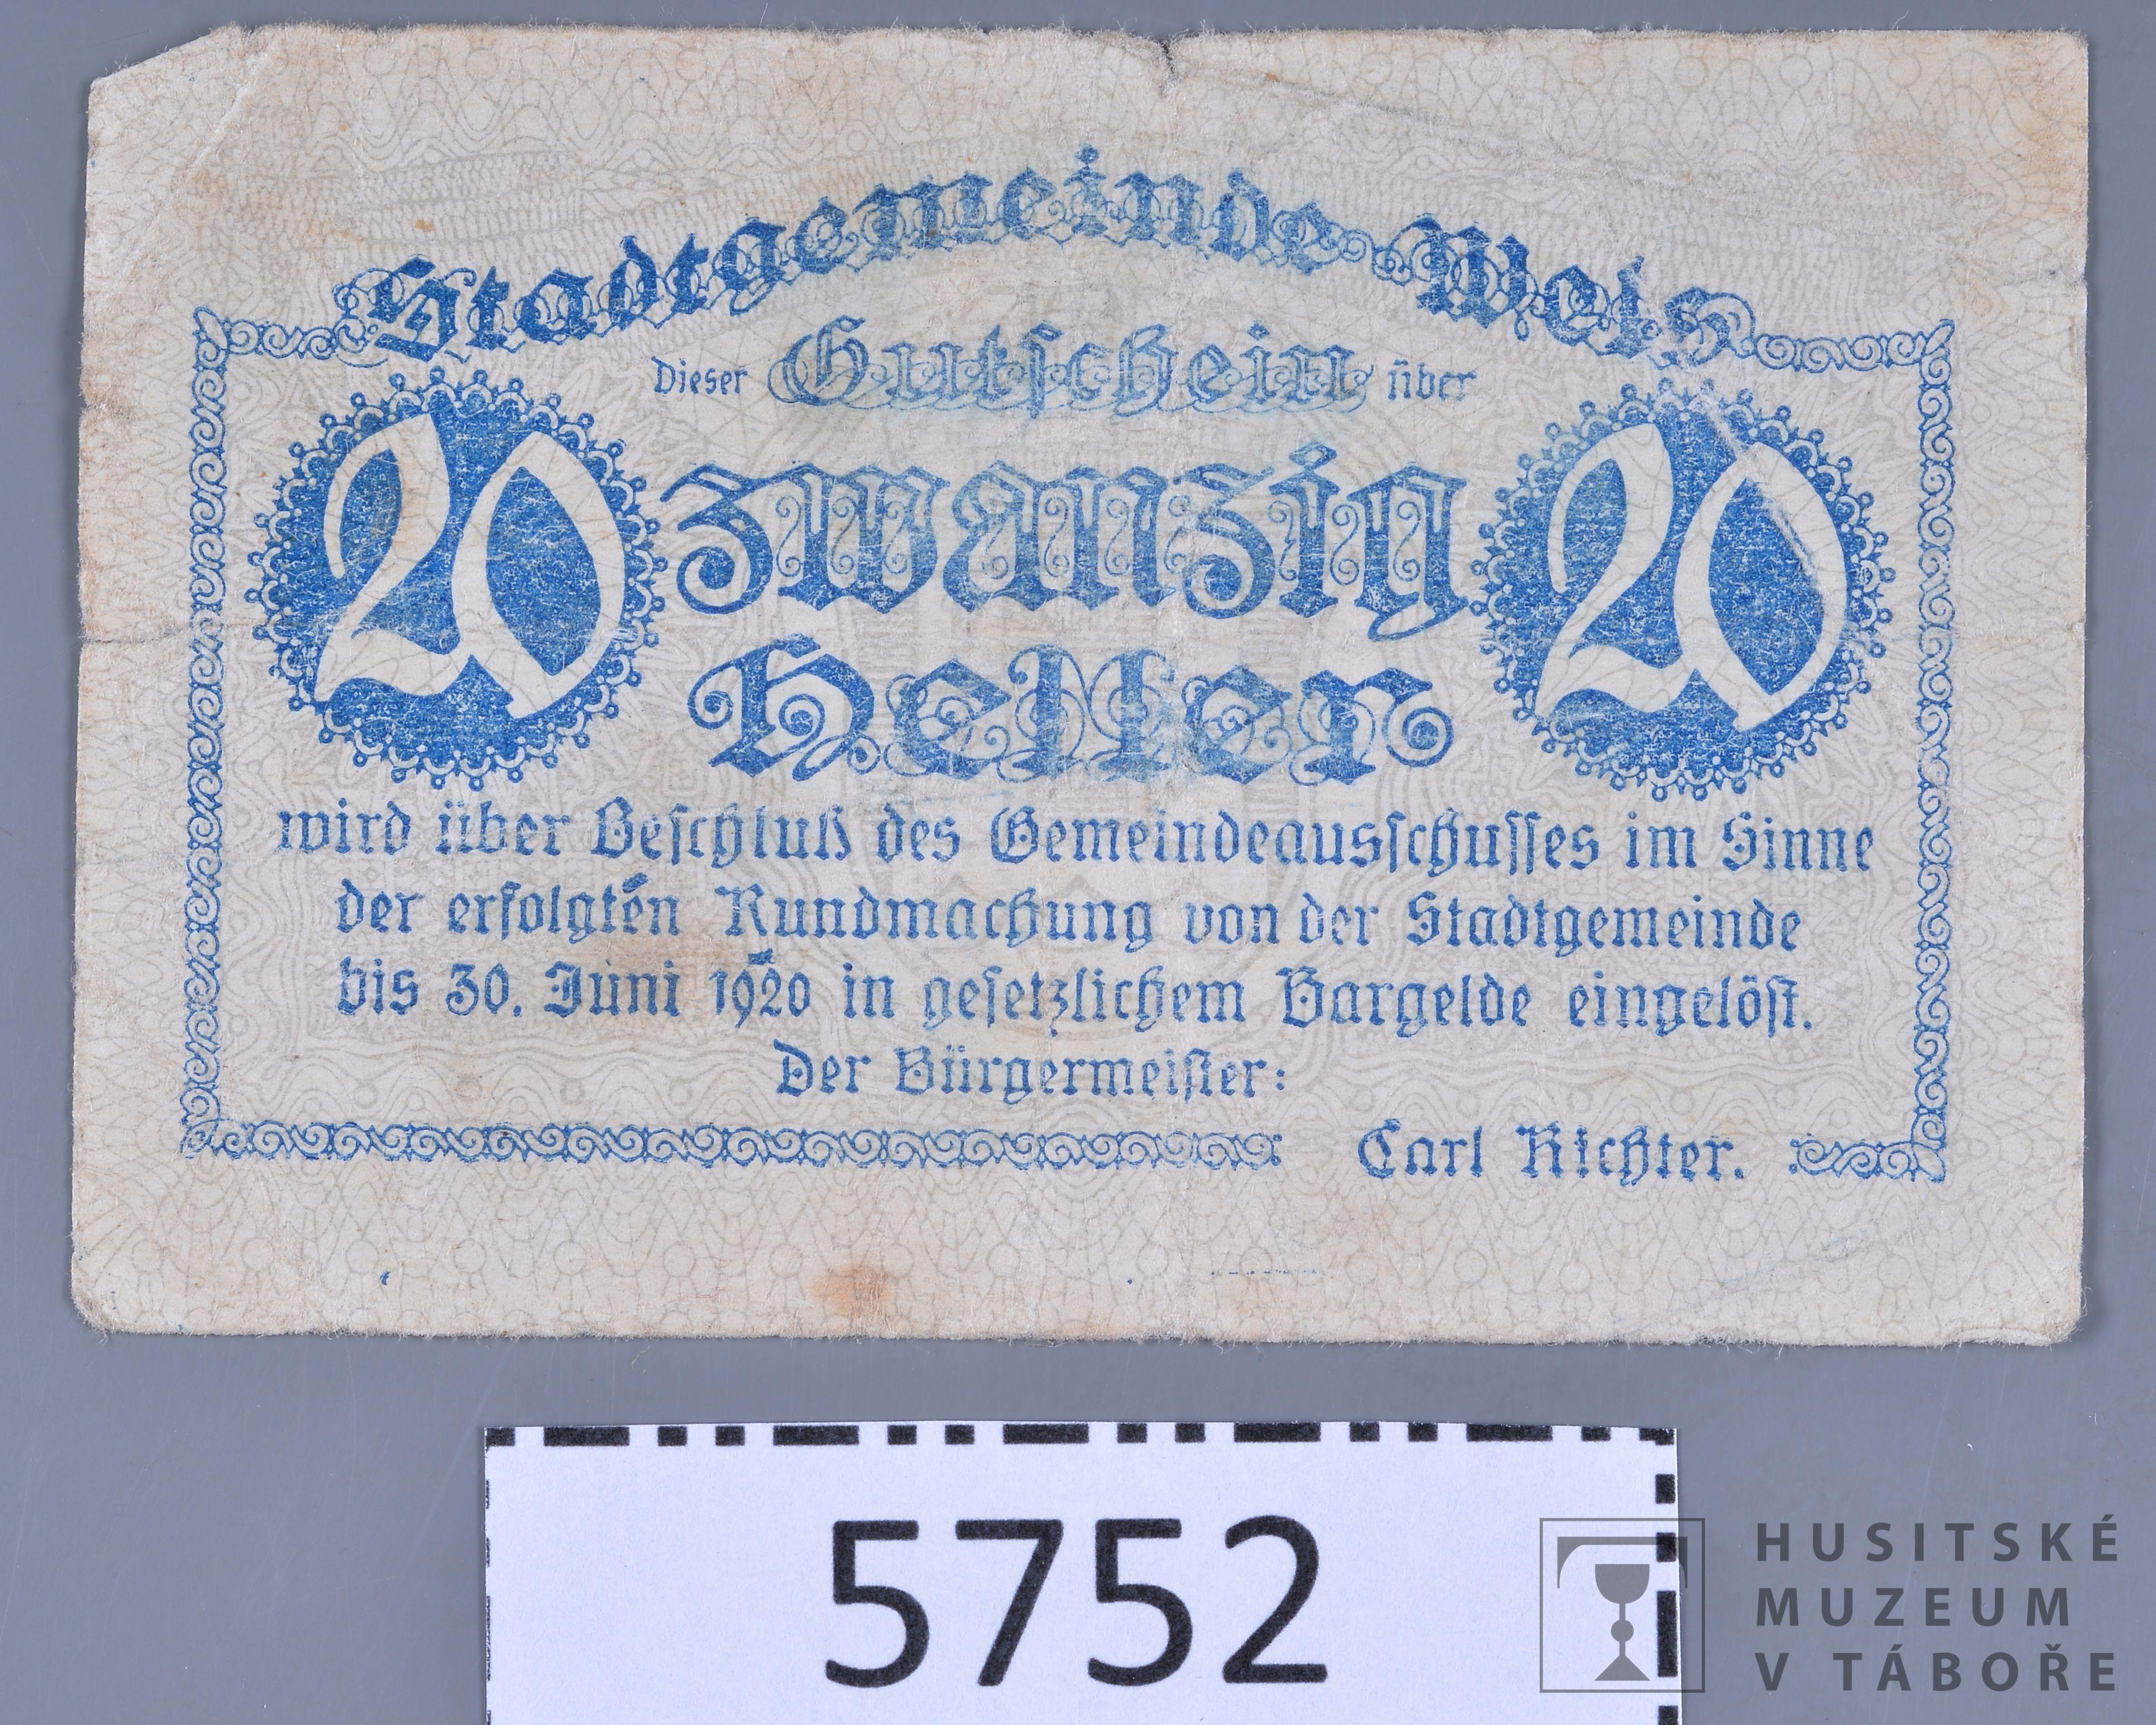 Stadtgemeinde Wels
Dieser Gutschein über
20 zwanzig 20
Heller
wird über Beschluß des Gemeindeausschusses im Sinne
der erfolgten Rundmachung von der Stadtgemeinde
bis 30. Juni 1920 in gesetzlichem Bargelde eingelöst.
Der Bürgermeister:
Carl Richter.
5752
HUSITSKÉ
MUZEUM
V TÁBOŘE